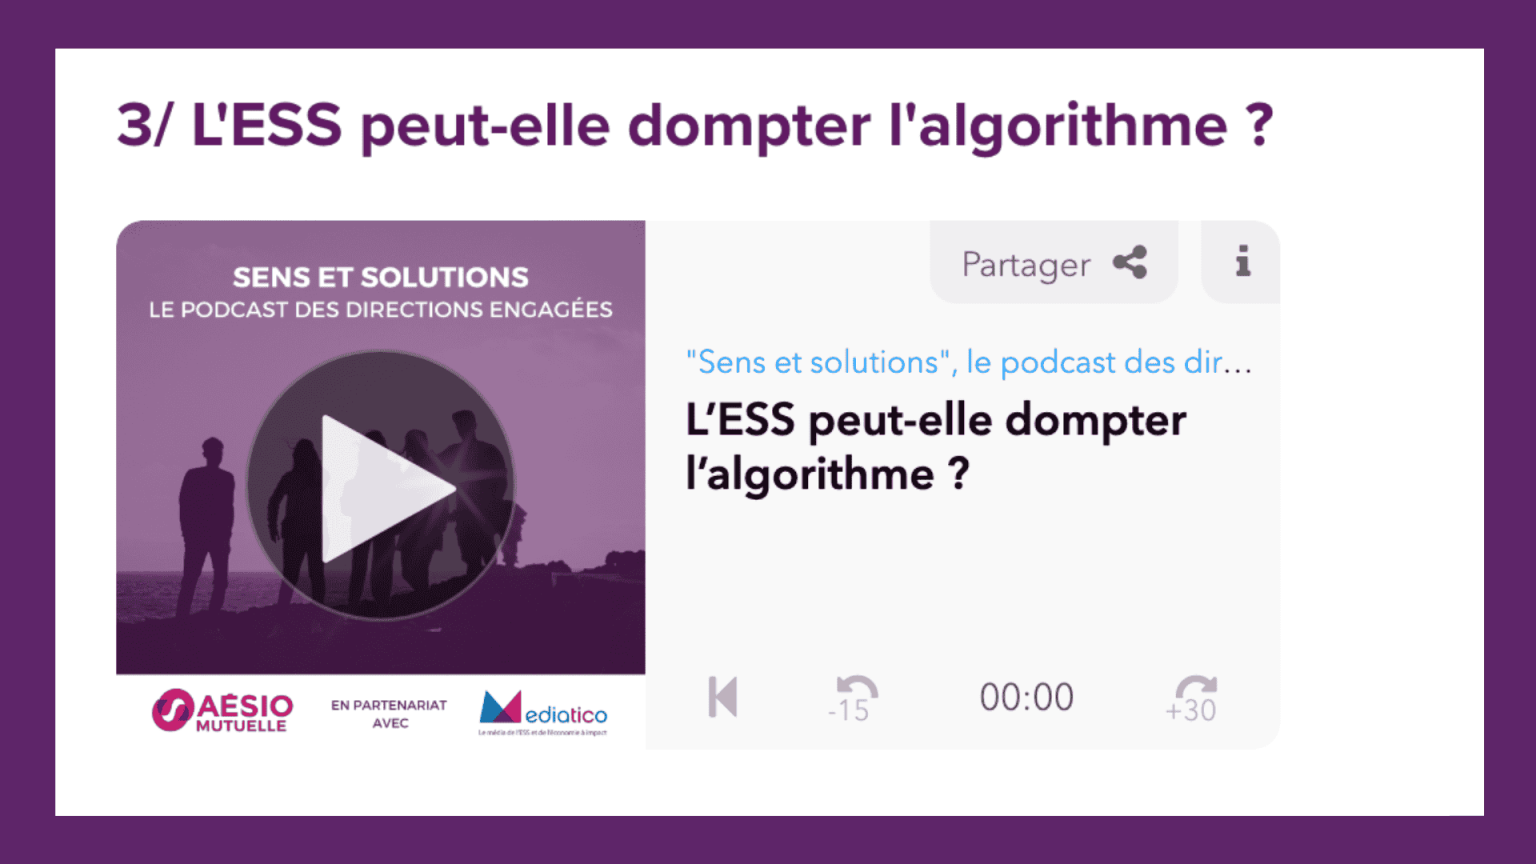 3/ L'ESS peut-elle dompter l'algorithme ?
SENS ET SOLUTIONS
LE PODCAST DES DIRECTIONS ENGAGÉES
AÉSIO
MUTUELLE
EN PARTENARIAT
AVEC
Mediatico
Le média de l'ESS et de l'économie à impact
Partager
"Sens et solutions", le podcast des dir...
L’ESS peut-elle dompter
l’algorithme ?
-15
00:00
+30